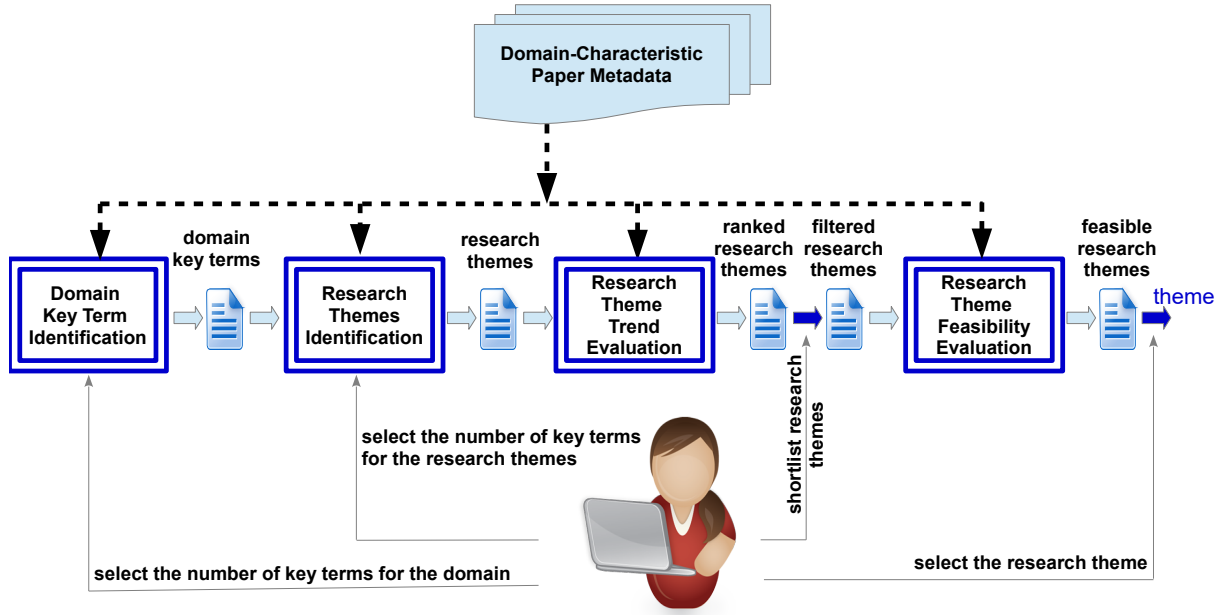 Domain-Characteristic
Paper Metadata
domain
key terms
research
themes
ranked
research
themes
filtered
research
themes
feasible
research
themes
theme
Domain
Key Term
Identification
Research
Themes
Identification
Research
Theme
Trend
Evaluation
Research
Theme
Feasibility
Evaluation
select the number of key terms
for the research themes
shortlist research
themes
select the number of key terms for the domain
select the research theme